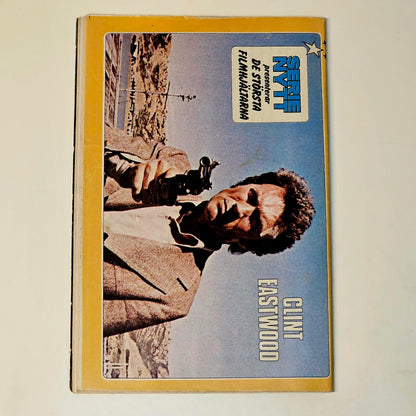 SERIE
NYTT
presenterar
DE STÖRSTA
FILMHJÄLTARNA
CLINT
EASTWOOD